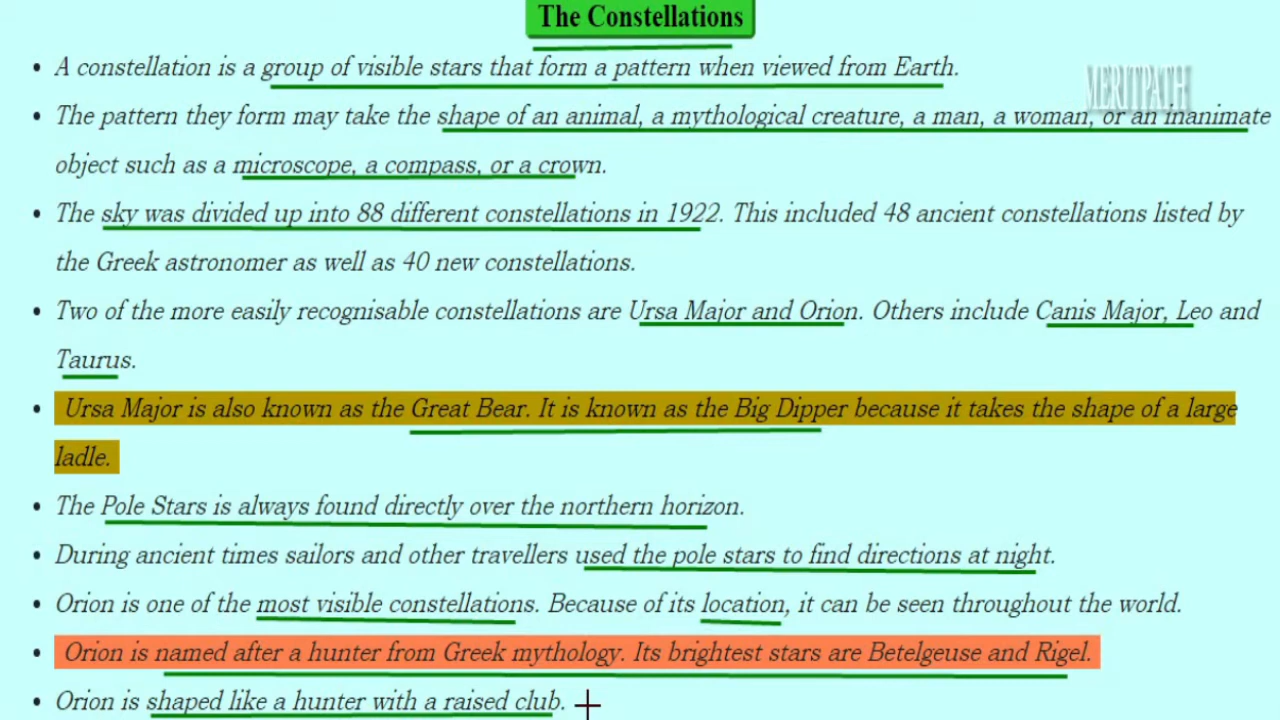 The Constellations
• A constellation is a group of visible stars that form a pattern when viewed from Earth.
MERITPATH
• The pattern they form may take the shape of an animal, a mythological creature, a man, a woman, or an inanimate
object such as a microscope, a compass, or a crown.
• The sky was divided up into 88 different constellations in 1922. This included 48 ancient constellations listed by
the Greek astronomer as well as 40 new constellations.
• Two of the more easily recognisable constellations are Ursa Major and Orion. Others include Canis Major, Leo and
Taurus.
• Ursa Major is also known as the Great Bear. It is known as the Big Dipper because it takes the shape of a large
ladle.
• The Pole Stars is always found directly over the northern horizon.
• During ancient times sailors and other travellers used the pole stars to find directions at night.
• Orion is one of the most visible constellations. Because of its location, it can be seen throughout the world.
• Orion is named after a hunter from Greek mythology. Its brightest stars are Betelgeuse and Rigel.
• Orion is shaped like a hunter with a raised club.